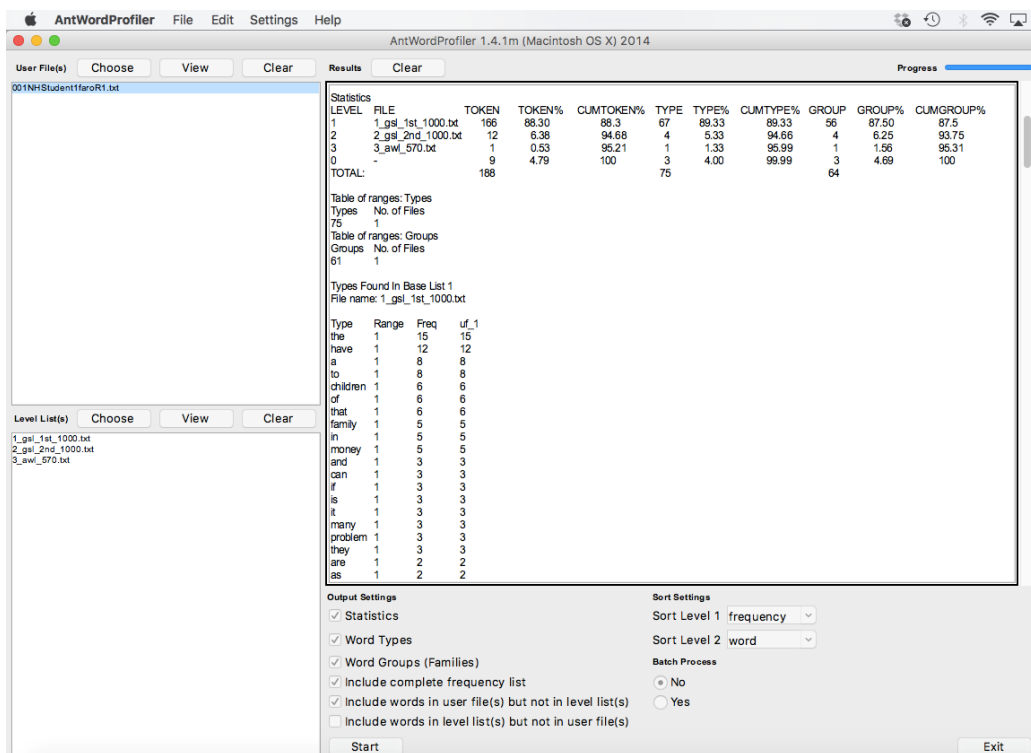 AntWordProfiler File Edit Settings Help
AntWordProfiler 1.4.1m (Macintosh OS X) 2014
User File(s) Choose View Clear Results Clear Progress
001NHStudent1faroR1.txt
Statistics
LEVEL FILE TOKEN TOKEN% CUMTOKEN% TYPE TYPE% CUMTYPE% GROUP GROUP% CUMGROUP%
1 1_gsl_1st_1000.txt 166 88.30 88.3 67 89.33 89.33 56 87.50 87.5
2 2_gsl_2nd_1000.txt 12 6.38 94.68 4 5.33 94.66 4 6.25 93.75
3 3_awl_570.txt 1 0.53 95.21 1 1.33 95.99 1 1.56 95.31
0 - 9 4.79 100 3 4.00 99.99 3 4.69 100
TOTAL: 188 75 64
Table of ranges: Types
Types No. of Files
75 1
Table of ranges: Groups
Groups No. of Files
61 1
Types Found In Base List 1
File name: 1_gsl_1st_1000.txt
Type Range Freq uf_1
the 1 15 15
have 1 12 12
a 1 8 8
to 1 8 8
children 1 6 6
of 1 6 6
that 1 6 6
family 1 5 5
in 1 5 5
money 1 5 5
and 1 3 3
can 1 3 3
if 1 3 3
is 1 3 3
it 1 3 3
many 1 3 3
problem 1 3 3
they 1 3 3
are 1 2 2
as 1 2 2
Level List(s) Choose View Clear
1_gsl_1st_1000.txt
2_gsl_2nd_1000.txt
3_awl_570.txt
Output Settings
Statistics
Word Types
Word Groups (Families)
Include complete frequency list
Include words in user file(s) but not in level list(s)
Include words in level list(s) but not in user file(s)
Sort Settings
Sort Level 1 frequency
Sort Level 2 word
Batch Process
No
Yes
Start Exit